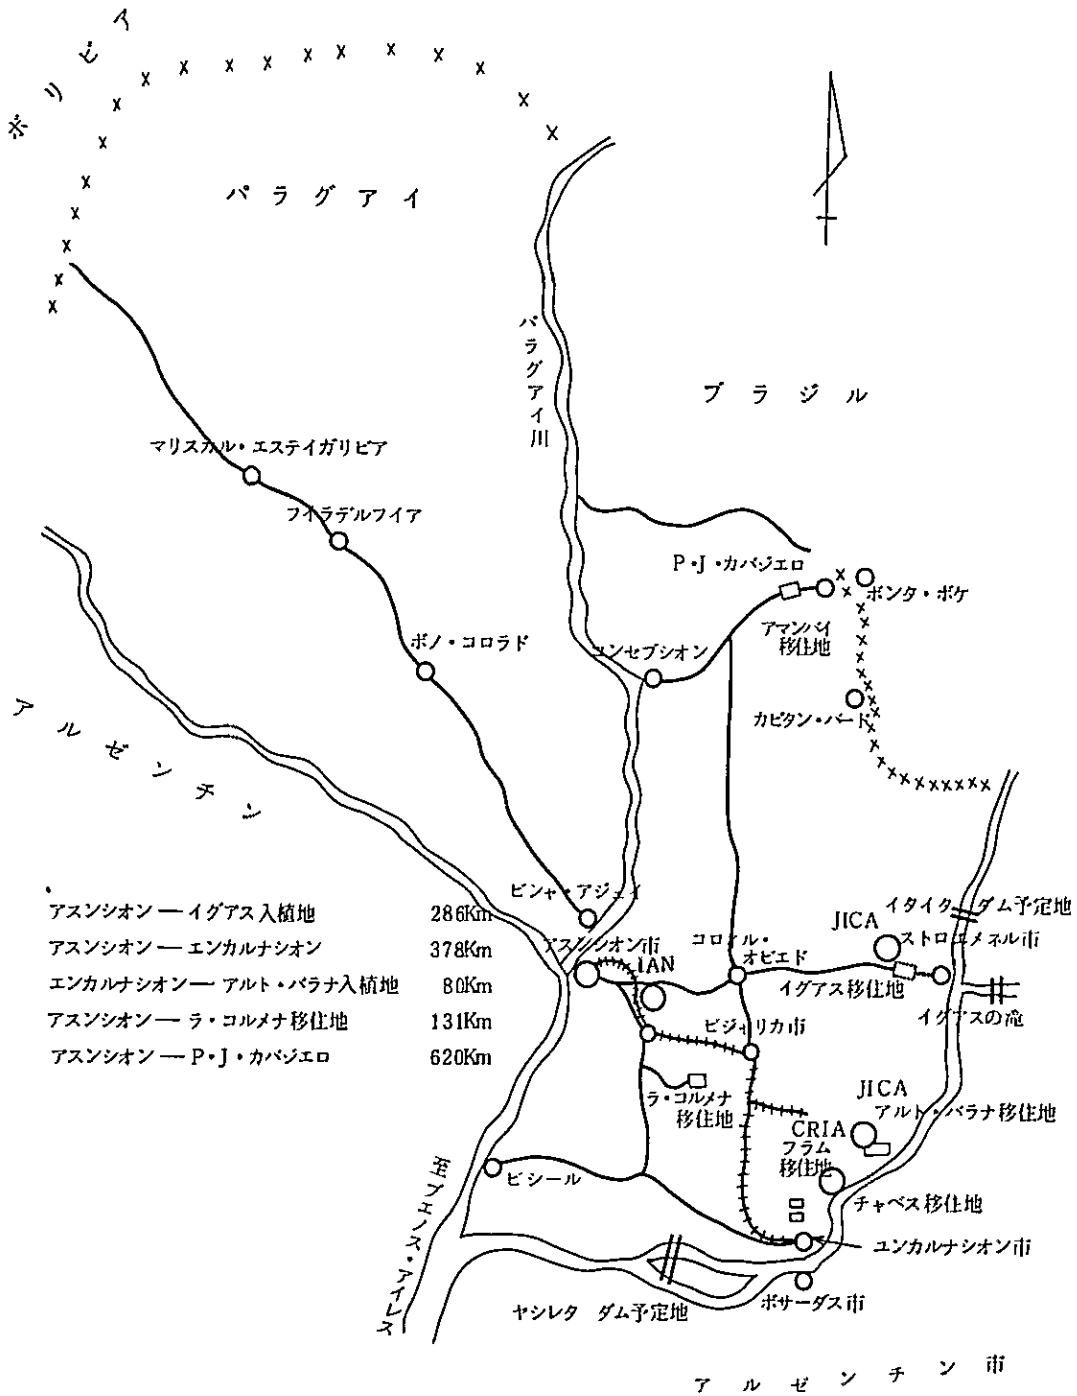 ボリビア
パラグアイ
パラグアイ川
ブラジル
マリスカル・エステイガリビア
フイラデルフイア
P・J・カバジエロ
ボンタ・ポケ
アマンバイ
移住地
ボノ・コロラド
コンセプシオン
カピタン・バード
アルゼンチン
ビンヤ・アジェイ
アスンシオン ― イグアス入植地 286Km
アスンシオン ― エンカルナシオン 378Km
エンカルナシオン ― アルト・パラナ入植地 80Km
アスンシオン ― ラ・コルメナ移住地 131Km
アスンシオン ― P・J・カバジエロ 620Km
アスンシオン市
IAN
コロネル・
オビエド
JICA
イタイタ ダム予定地
ストロエメネル市
イグアス移住地
イグアスの滝
ビジャリカ市
ラ・コルメナ
移住地
JICA
アルト・パラナ移住地
CRIA
フラム
移住地
チャベス移住地
ピシール
至ブエノス・アイレス
エンカルナシオン市
ヤシレタ ダム予定地
ポサーダス市
アルゼンチン市